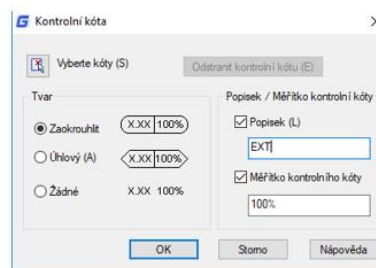 Kontrolní kóta
Vyberte kóty (S)
Odstranit kontrolní kótu (E)
Tvar
Zaokrouhlit
X.XX 100%
Úhlový (A)
X.XX 100%
Žádné
X.XX 100%
Popisek / Měřítko kontrolní kóty
Popisek (L)
EXT
Měřítko kontrolního kóty
100%
OK
Storno
Nápověda